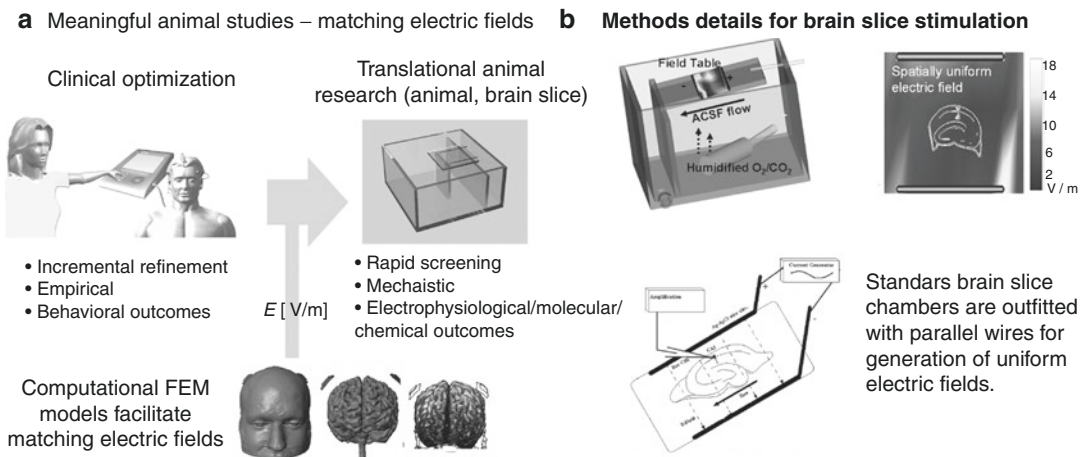 a Meaningful animal studies – matching electric fields
Clinical optimization
• Incremental refinement
• Empirical
• Behavioral outcomes
Translational animal
research (animal, brain slice)
• Rapid screening
• Mechaistic
• Electrophysiological/molecular/
chemical outcomes
E [ V/m]
Computational FEM
models facilitate
matching electric fields
b Methods details for brain slice stimulation
Field Table
- +
ACSF flow
Humidified O₂/CO₂
Spatially uniform
electric field
18
14
10
6
2
V / m
Current Generator
Amplification
+
-
Standars brain slice
chambers are outfitted
with parallel wires for
generation of uniform
electric fields.